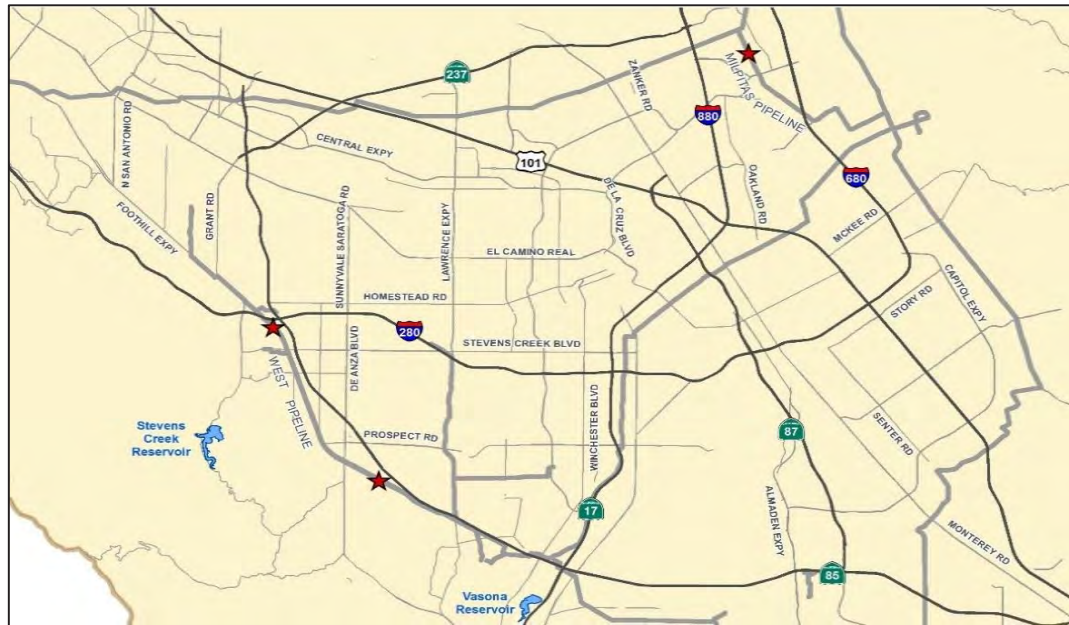 237
ZANKER RD
MILPITAS PIPELINE
880
N SAN ANTONIO RD
CENTRAL EXPY
101
OAKLAND RD
680
FOOTHILL EXPY
GRANT RD
SUNNYVALE SARATOGA RD
LAWRENCE EXPY
DE LA CRUZ BLVD
MCKEE RD
EL CAMINO REAL
CAPITOL EXPY
HOMESTEAD RD
STORY RD
280
STEVENS CREEK BLVD
DE ANZA BLVD
WEST PIPELINE
WINCHESTER BLVD
Stevens
Creek
Reservoir
PROSPECT RD
87
SENTER RD
17
ALMADEN EXPY
MONTEREY RD
85
Vasona
Reservoir